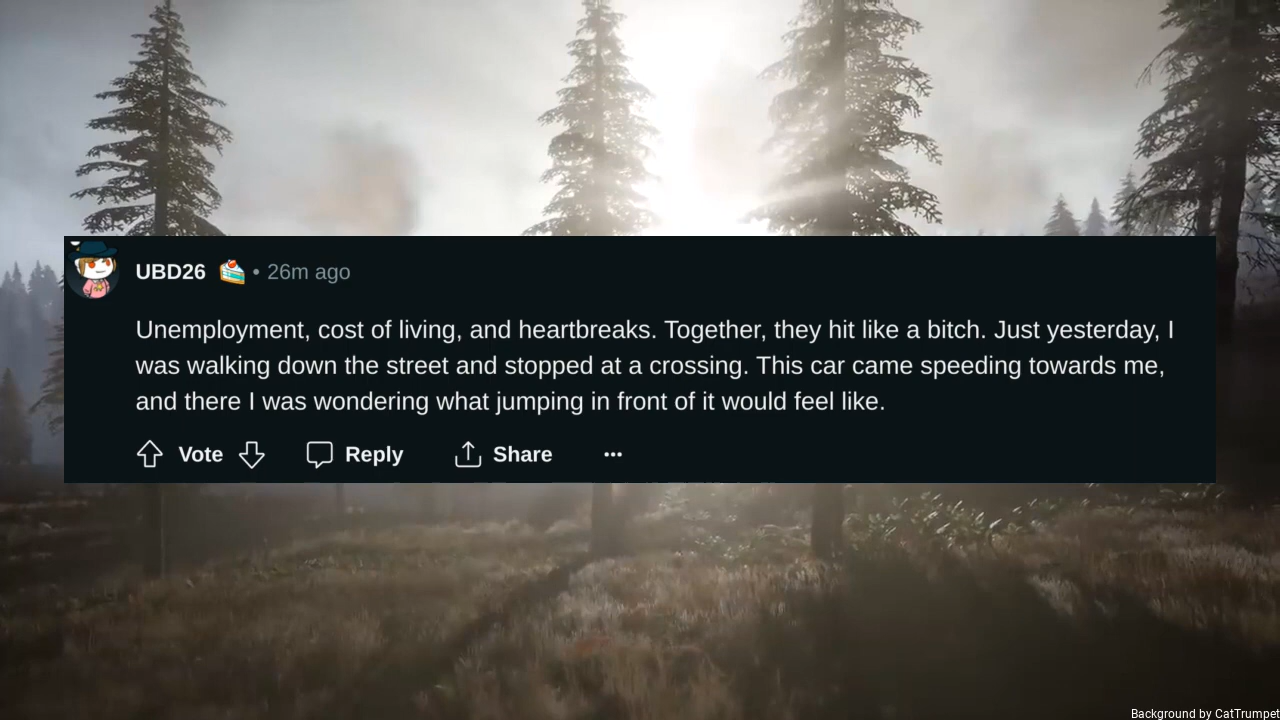 UBD26 • 26m ago
Unemployment, cost of living, and heartbreaks. Together, they hit like a bitch. Just yesterday, I
was walking down the street and stopped at a crossing. This car came speeding towards me,
and there I was wondering what jumping in front of it would feel like.
Vote Reply Share ···
Background by CatTrumpet